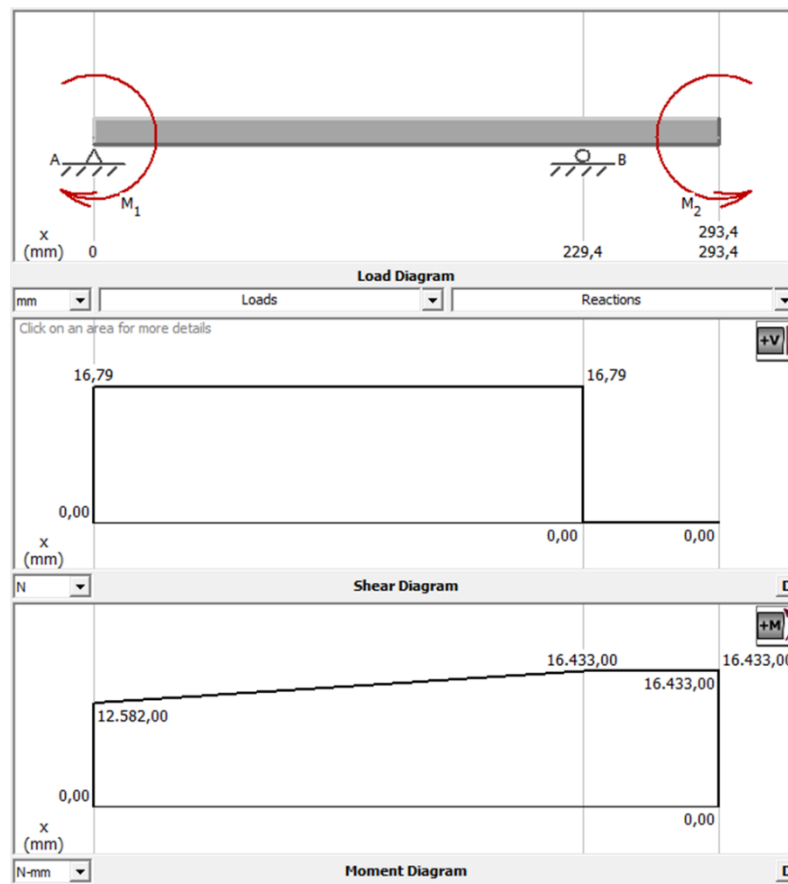 A
B
M1
M2
x
(mm)
0
229,4
293,4
293,4
Load Diagram
mm
Loads
Reactions
Click on an area for more details
+V
16,79
16,79
0,00
x
(mm)
0,00
0,00
N
Shear Diagram
D
+M
16.433,00
16.433,00
16.433,00
12.582,00
0,00
x
(mm)
0,00
N-mm
Moment Diagram
D